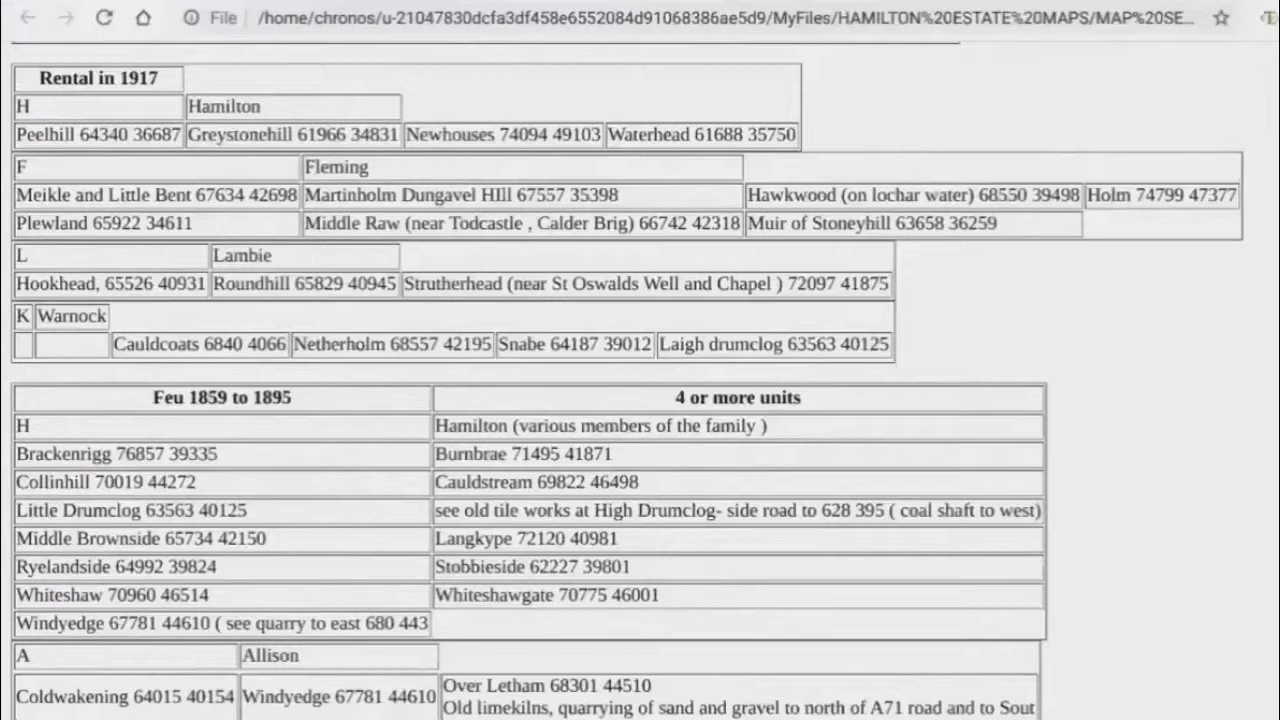 File /home/chronos/u-21047830dcfa3df458e6552084d91068386ae5d9/MyFiles/HAMILTON%20ESTATE%20MAPS/MAP%20SE...
Rental in 1917
H Hamilton
Peelhill 64340 36687 Greystonehill 61966 34831 Newhouses 74094 49103 Waterhead 61688 35750
F Fleming
Meikle and Little Bent 67634 42698 Martinholm Dungavel HIll 67557 35398 Hawkwood (on lochar water) 68550 39498 Holm 74799 47377
Plewland 65922 34611 Middle Raw (near Todcastle , Calder Brig) 66742 42318 Muir of Stoneyhill 63658 36259
L Lambie
Hookhead, 65526 40931 Roundhill 65829 40945 Strutherhead (near St Oswalds Well and Chapel ) 72097 41875
K Warnock
Cauldcoats 6840 4066 Netherholm 68557 42195 Snabe 64187 39012 Laigh drumclog 63563 40125
Feu 1859 to 1895 4 or more units
H Hamilton (various members of the family )
Brackenrigg 76857 39335 Burnbrae 71495 41871
Collinhill 70019 44272 Cauldstream 69822 46498
Little Drumclog 63563 40125 see old tile works at High Drumclog- side road to 628 395 ( coal shaft to west)
Middle Brownside 65734 42150 Langkype 72120 40981
Ryelandside 64992 39824 Stobbieside 62227 39801
Whiteshaw 70960 46514 Whiteshawgate 70775 46001
Windyedge 67781 44610 ( see quarry to east 680 443
A Allison
Coldwakening 64015 40154 Windyedge 67781 44610 Over Letham 68301 44510
Old limekilns, quarrying of sand and gravel to north of A71 road and to Sout